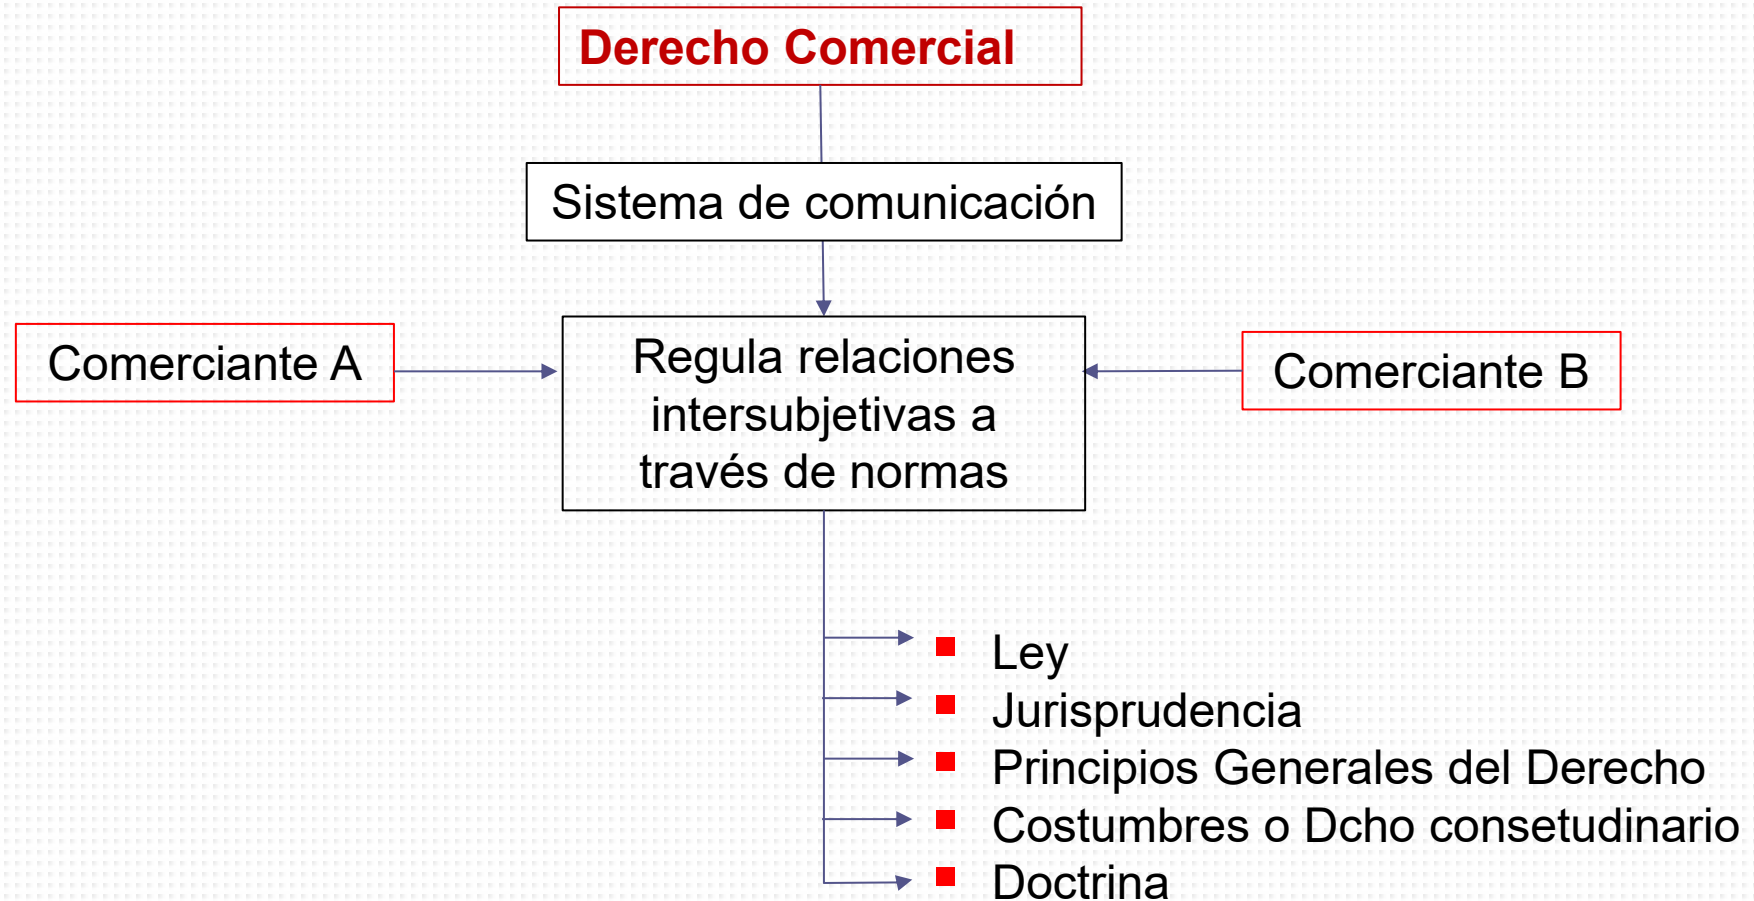 Derecho Comercial
Sistema de comunicación
Comerciante A
Regula relaciones
intersubjetivas a
través de normas
Comerciante B
Ley
Jurisprudencia
Principios Generales del Derecho
Costumbres o Dcho consetudinario
Doctrina